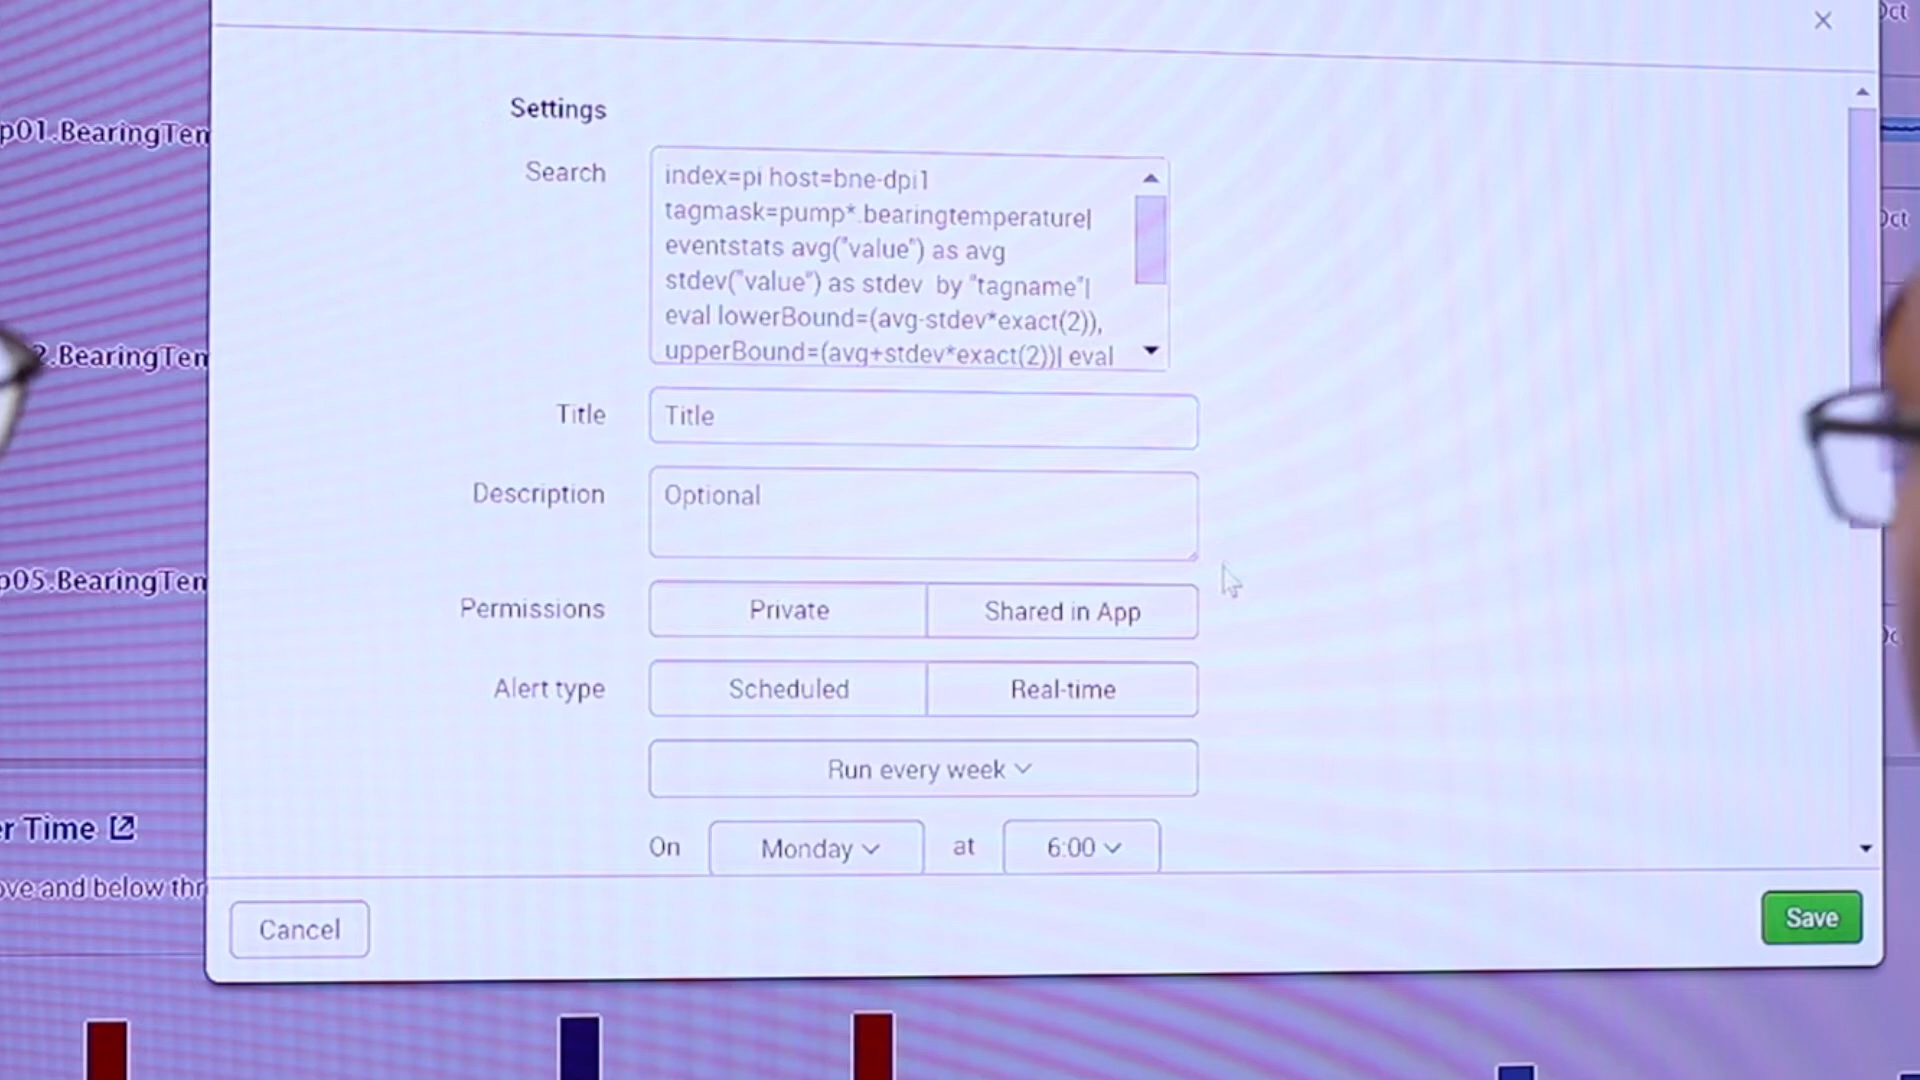 Settings
Search
index=pi host=bne-dpi1
tagmask=pump*.bearingtemperature|
eventstats avg("value") as avg
stdev("value") as stdev  by "tagname"|
eval lowerBound=(avg-stdev*exact(2)),
upperBound=(avg+stdev*exact(2))| eval
Title
Title
Description
Optional
Permissions
Private
Shared in App
Alert type
Scheduled
Real-time
Run every week
On
Monday
at
6:00
Cancel
Save
p01.BearingTem
2.BearingTem
p05.BearingTem
er Time
ove and below thr
Oct
Oct